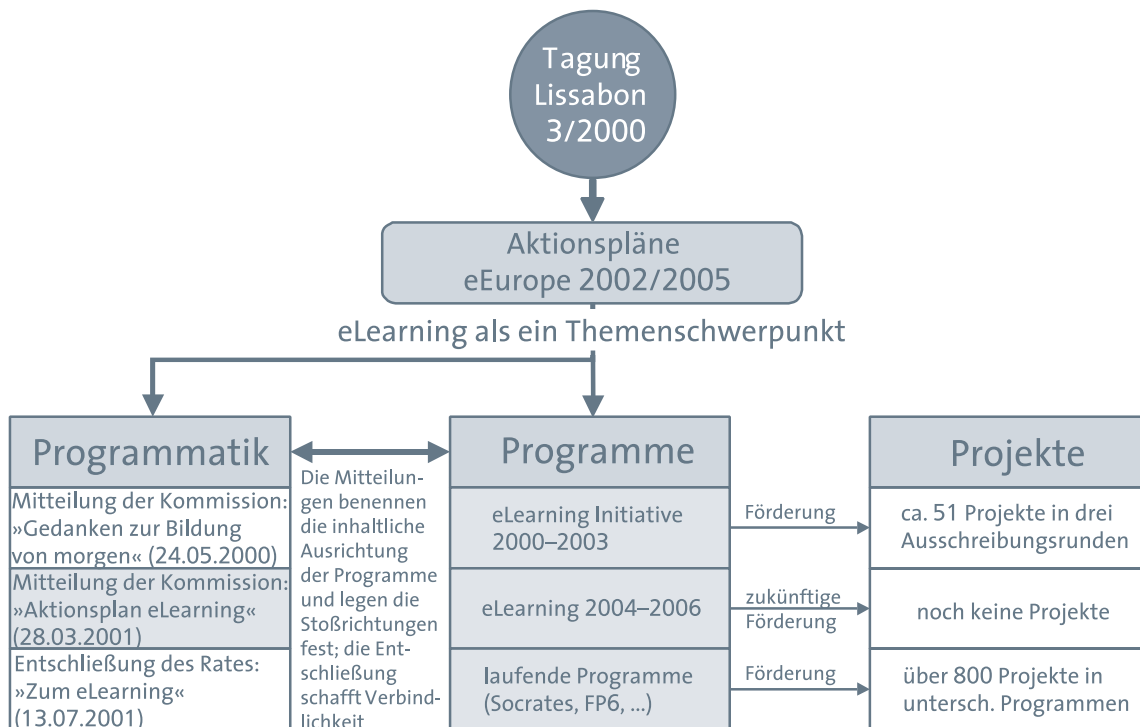 Tagung
Lissabon
3/2000
Aktionspläne
eEurope 2002/2005
eLearning als ein Themenschwerpunkt
Programmatik
Mitteilung der Kommission:
»Gedanken zur Bildung
von morgen« (24.05.2000)
Mitteilung der Kommission:
»Aktionsplan eLearning«
(28.03.2001)
Entschließung des Rates:
»Zum eLearning«
(13.07.2001)
Die Mitteilun-
gen benennen
die inhaltliche
Ausrichtung
der Programme
und legen die
Stoßrichtungen
fest; die Ent-
schließung
schafft Verbind-
lichkeit
Programme
eLearning Initiative
2000–2003
eLearning 2004–2006
laufende Programme
(Socrates, FP6, ...)
Förderung
zukünftige
Förderung
Förderung
Projekte
ca. 51 Projekte in drei
Ausschreibungsrunden
noch keine Projekte
über 800 Projekte in
untersch. Programmen